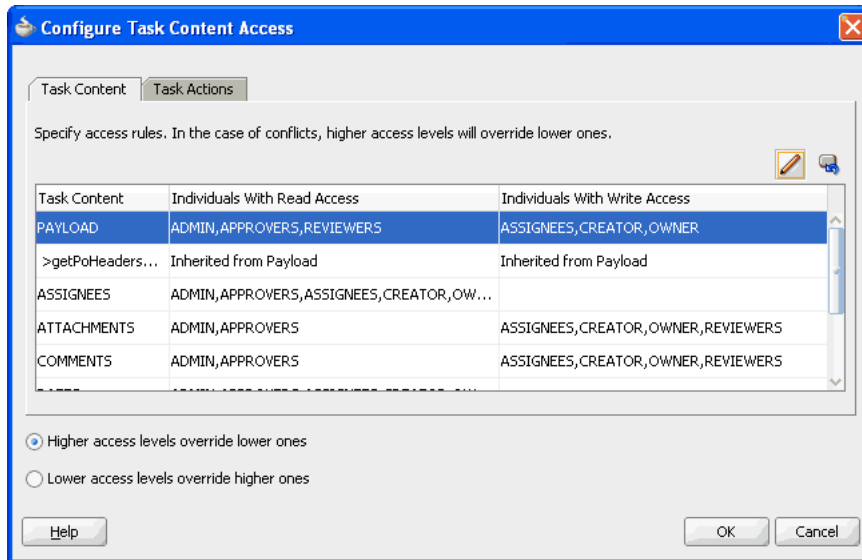 Configure Task Content Access
Task Content Task Actions
Specify access rules. In the case of conflicts, higher access levels will override lower ones.
Task Content Individuals With Read Access Individuals With Write Access
PAYLOAD ADMIN,APPROVERS,REVIEWERS ASSIGNEES,CREATOR,OWNER
>getPoHeaders... Inherited from Payload Inherited from Payload
ASSIGNEES ADMIN,APPROVERS,ASSIGNEES,CREATOR,OW...
ATTACHMENTS ADMIN,APPROVERS ASSIGNEES,CREATOR,OWNER,REVIEWERS
COMMENTS ADMIN,APPROVERS ASSIGNEES,CREATOR,OWNER,REVIEWERS
Higher access levels override lower ones
Lower access levels override higher ones
Help OK Cancel